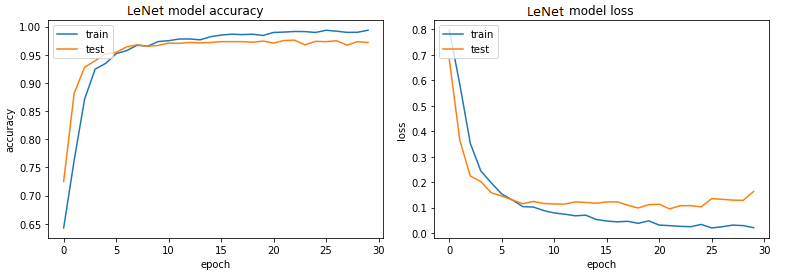 LeNet model accuracy
train
test
1.00
0.95
0.90
0.85
0.80
0.75
0.70
0.65
accuracy
0 5 10 15 20 25 30
epoch
LeNet model loss
train
test
0.8
0.7
0.6
0.5
0.4
0.3
0.2
0.1
0.0
loss
0 5 10 15 20 25 30
epoch